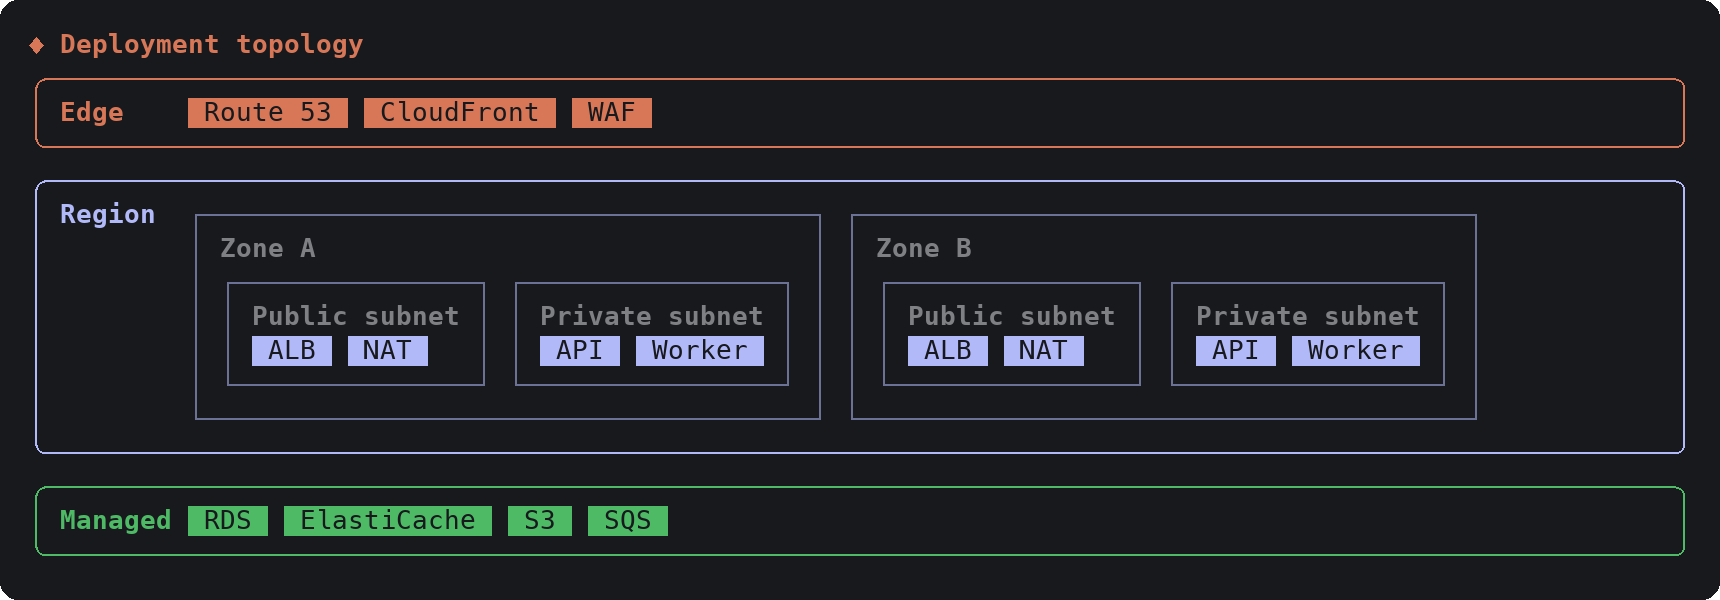 ♦ Deployment topology
Edge Route 53 CloudFront WAF
Region
Zone A Zone B
Public subnet Private subnet Public subnet Private subnet
ALB NAT API Worker ALB NAT API Worker
Managed RDS ElastiCache S3 SQS